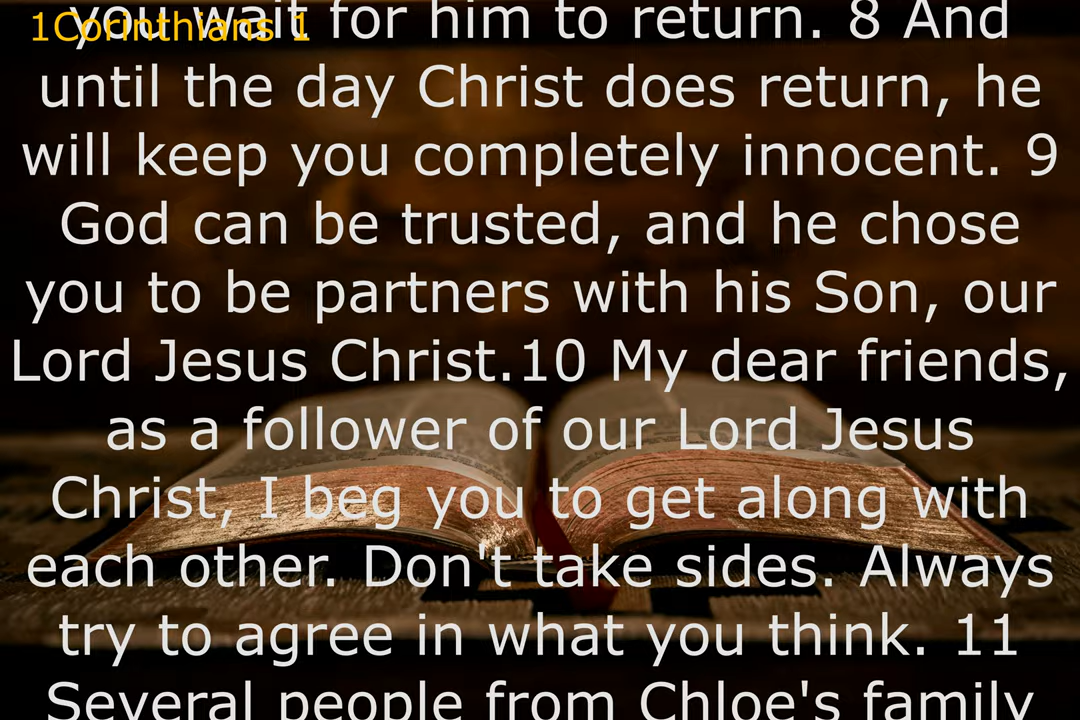 1Corinthians 1
you wait for him to return. 8 And
until the day Christ does return, he
will keep you completely innocent. 9
God can be trusted, and he chose
you to be partners with his Son, our
Lord Jesus Christ.10 My dear friends,
as a follower of our Lord Jesus
Christ, I beg you to get along with
each other. Don't take sides. Always
try to agree in what you think. 11
Several people from Chloe's family